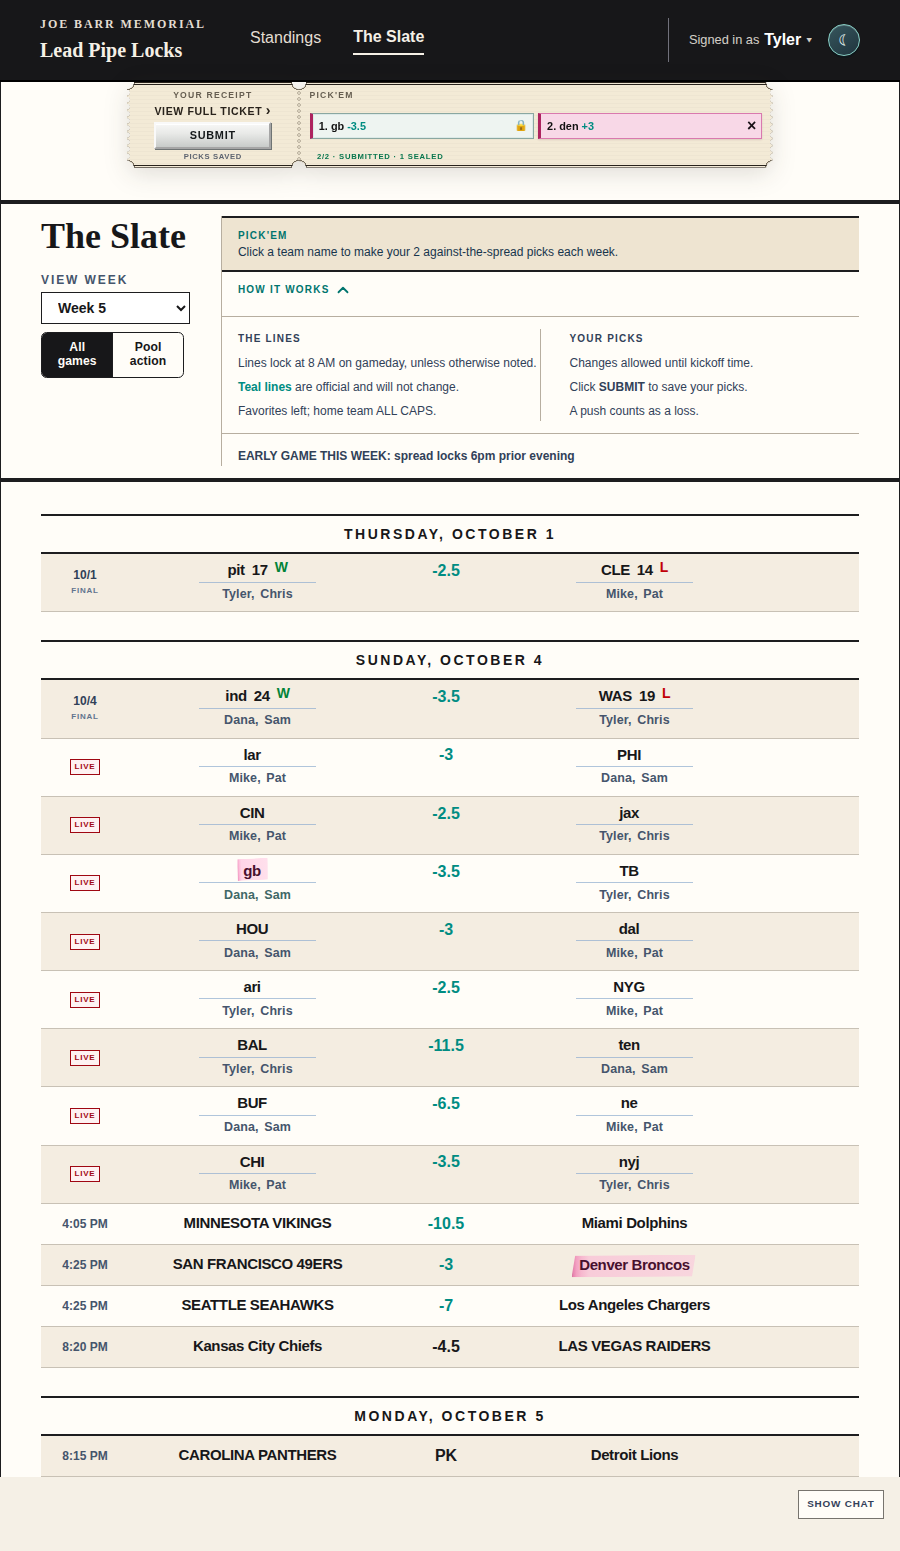 JOE BARR MEMORIAL
Lead Pipe Locks
Standings
The Slate
Signed in as Tyler ▾
YOUR RECEIPT
VIEW FULL TICKET ›
SUBMIT
PICKS SAVED
PICK'EM
1. gb -3.5
2. den +3 ×
2/2 · SUBMITTED · 1 SEALED
The Slate
VIEW WEEK
Week 5
All games
Pool action
PICK'EM
Click a team name to make your 2 against-the-spread picks each week.
HOW IT WORKS
THE LINES
Lines lock at 8 AM on gameday, unless otherwise noted.
Teal lines are official and will not change.
Favorites left; home team ALL CAPS.
YOUR PICKS
Changes allowed until kickoff time.
Click SUBMIT to save your picks.
A push counts as a loss.
EARLY GAME THIS WEEK: spread locks 6pm prior evening
THURSDAY, OCTOBER 1
10/1 FINAL
pit 17 W
Tyler, Chris
-2.5
CLE 14 L
Mike, Pat
SUNDAY, OCTOBER 4
10/4 FINAL
ind 24 W
Dana, Sam
-3.5
WAS 19 L
Tyler, Chris
LIVE
lar
Mike, Pat
-3
PHI
Dana, Sam
LIVE
CIN
Mike, Pat
-2.5
jax
Tyler, Chris
LIVE
gb
Dana, Sam
-3.5
TB
Tyler, Chris
LIVE
HOU
Dana, Sam
-3
dal
Mike, Pat
LIVE
ari
Tyler, Chris
-2.5
NYG
Mike, Pat
LIVE
BAL
Tyler, Chris
-11.5
ten
Dana, Sam
LIVE
BUF
Dana, Sam
-6.5
ne
Mike, Pat
LIVE
CHI
Mike, Pat
-3.5
nyj
Tyler, Chris
4:05 PM MINNESOTA VIKINGS -10.5 Miami Dolphins
4:25 PM SAN FRANCISCO 49ERS -3 Denver Broncos
4:25 PM SEATTLE SEAHAWKS -7 Los Angeles Chargers
8:20 PM Kansas City Chiefs -4.5 LAS VEGAS RAIDERS
MONDAY, OCTOBER 5
8:15 PM CAROLINA PANTHERS PK Detroit Lions
SHOW CHAT